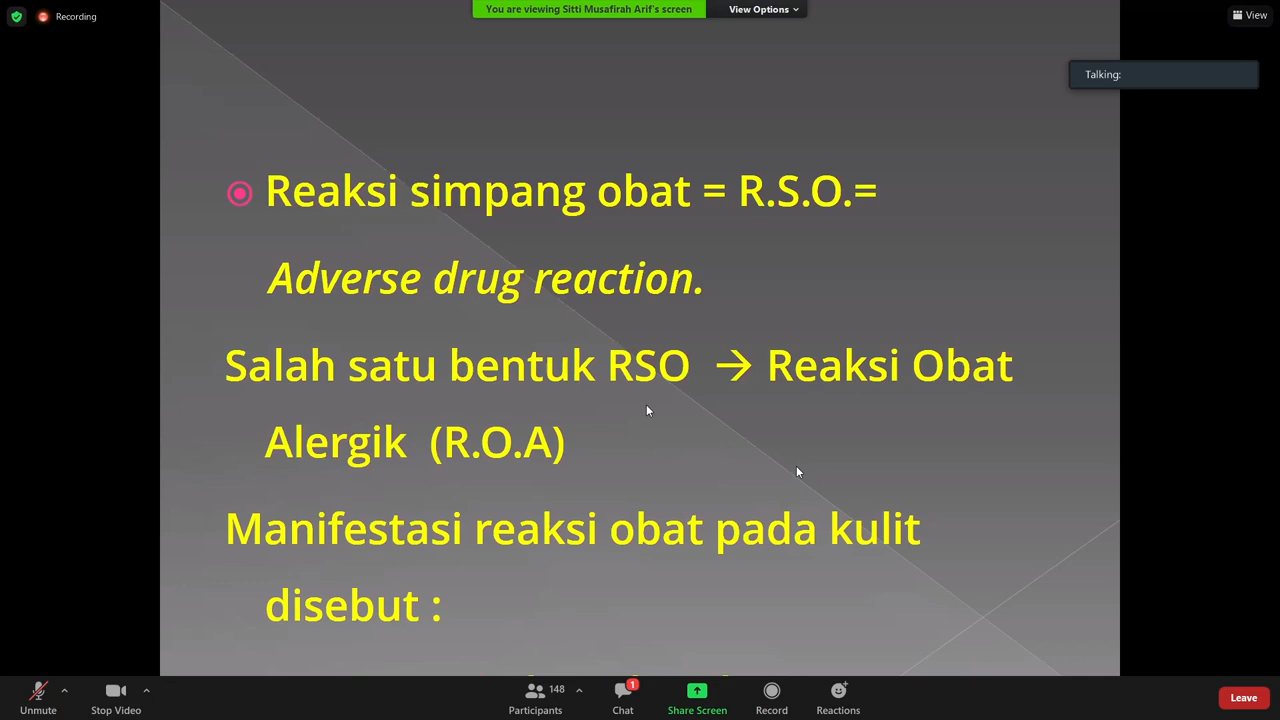 Recording
You are viewing Sitti Musafirah Arif's screen
View Options
View
Talking:
Reaksi simpang obat = R.S.O.=
Adverse drug reaction.
Salah satu bentuk RSO → Reaksi Obat
Alergik (R.O.A)
Manifestasi reaksi obat pada kulit
disebut :
148
1
Unmute
Stop Video
Participants
Chat
Share Screen
Record
Reactions
Leave